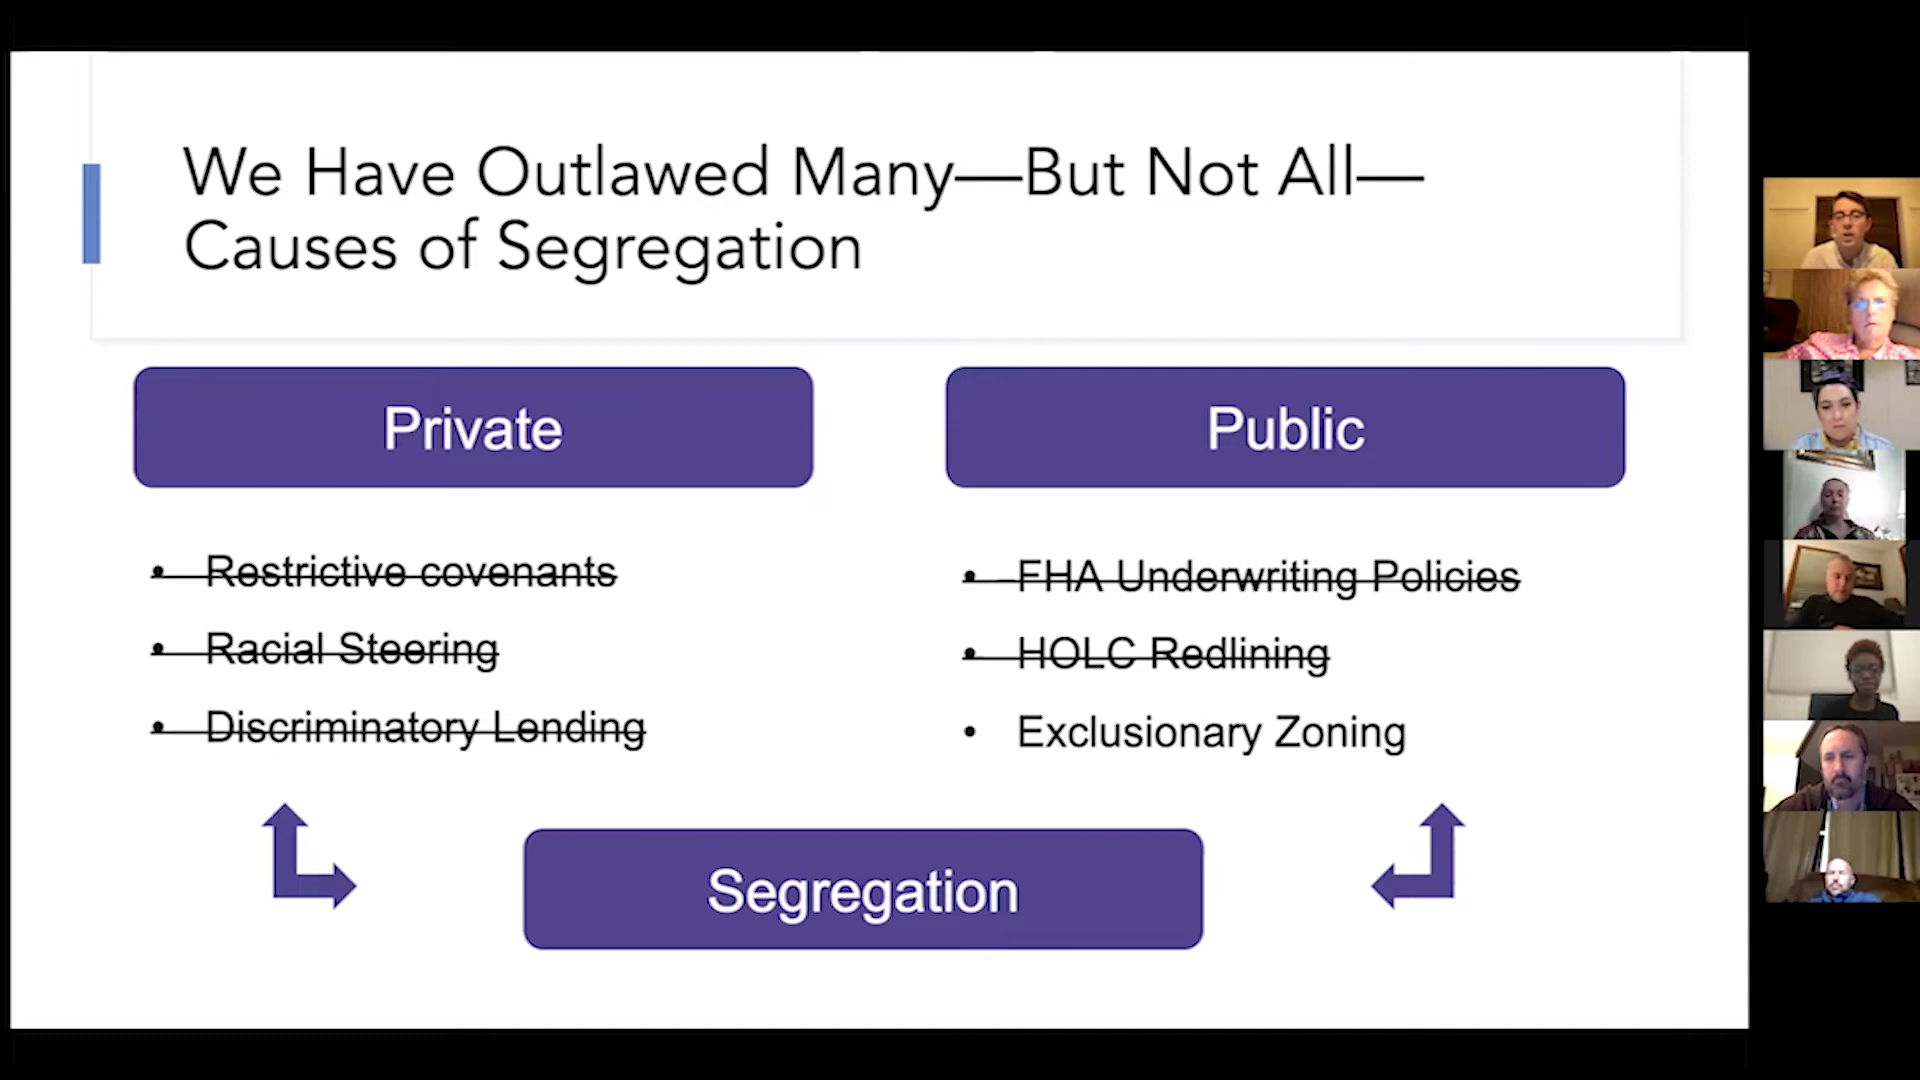 We Have Outlawed Many—But Not All—
Causes of Segregation
Private
Public
• Restrictive covenants
• Racial Steering
• Discriminatory Lending
• FHA Underwriting Policies
• HOLC Redlining
• Exclusionary Zoning
Segregation